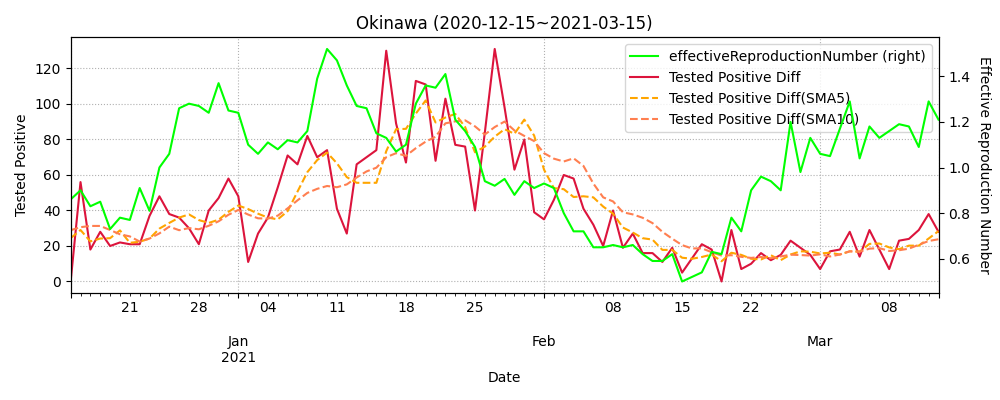 Okinawa (2020-12-15~2021-03-15)
effectiveReproductionNumber (right)
Tested Positive Diff
Tested Positive Diff(SMA5)
Tested Positive Diff(SMA10)
Tested Positive
120
100
80
60
40
20
0
1.4
1.2
1.0
0.8
0.6
Effective Reproduction Number
21 28 04 11 18 25 08 15 22 08
Jan Feb Mar
2021
Date